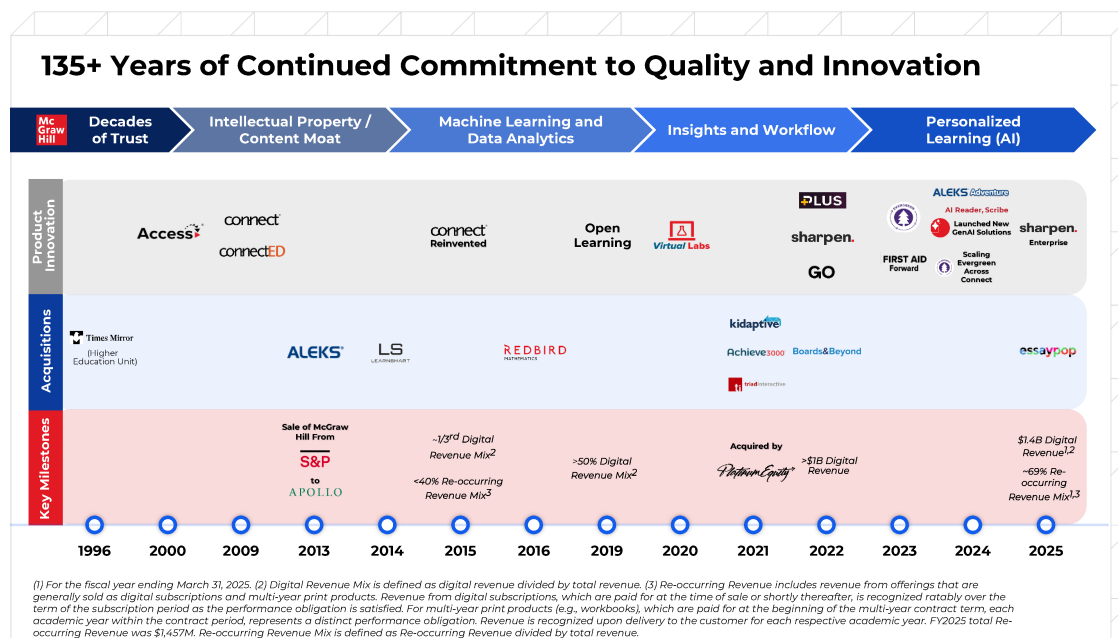 135+ Years of Continued Commitment to Quality and Innovation
Mc
Graw
Hill
Decades
of Trust
Intellectual Property /
Content Moat
Machine Learning and
Data Analytics
Insights and Workflow
Personalized
Learning (AI)
Product
Innovation
Access
connect
connectED
connect
Reinvented
Open
Learning
Virtual Labs
PLUS
sharpen.
GO
EVERGREEN
FIRST AID
Forward
ALEKS Adventure
AI Reader, Scribe
Launched New
GenAI Solutions
Scaling
Evergreen
Across
Connect
sharpen.
Enterprise
Acquisitions
Times Mirror
(Higher
Education Unit)
ALEKS®
LS
LEARNSMART
REDBIRD
MATHEMATICS
kidaptive
Achieve3000
ti triadinteractive
Boards&Beyond
essaypop
Key Milestones
Sale of McGraw
Hill From
S&P
to
APOLLO
~1/3rd Digital
Revenue Mix2
<40% Re-occurring
Revenue Mix3
>50% Digital
Revenue Mix2
Acquired by
Platinum Equity
>$1B Digital
Revenue
$1.4B Digital
Revenue1,2
~69% Re-
occurring
Revenue Mix1,3
1996
2000
2009
2013
2014
2015
2016
2019
2020
2021
2022
2023
2024
2025
(1) For the fiscal year ending March 31, 2025. (2) Digital Revenue Mix is defined as digital revenue divided by total revenue. (3) Re-occurring Revenue includes revenue from offerings that are
generally sold as digital subscriptions and multi-year print products. Revenue from digital subscriptions, which are paid for at the time of sale or shortly thereafter, is recognized ratably over the
term of the subscription period as the performance obligation is satisfied. For multi-year print products (e.g., workbooks), which are paid for at the beginning of the multi-year contract term, each
academic year within the contract period, represents a distinct performance obligation. Revenue is recognized upon delivery to the customer for each respective academic year. FY2025 total Re-
occurring Revenue was $1,457M. Re-occurring Revenue Mix is defined as Re-occurring Revenue divided by total revenue.